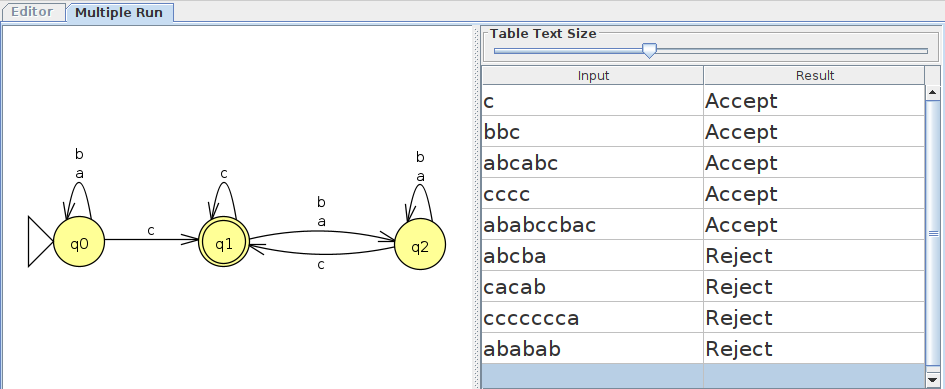 Editor Multiple Run
Table Text Size
Input Result
c Accept
bbc Accept
abcabc Accept
cccc Accept
ababccbac Accept
abcba Reject
cacab Reject
ccccccca Reject
ababab Reject
b
a
c
b
a
b
a
c
q0
q1
q2
c
c